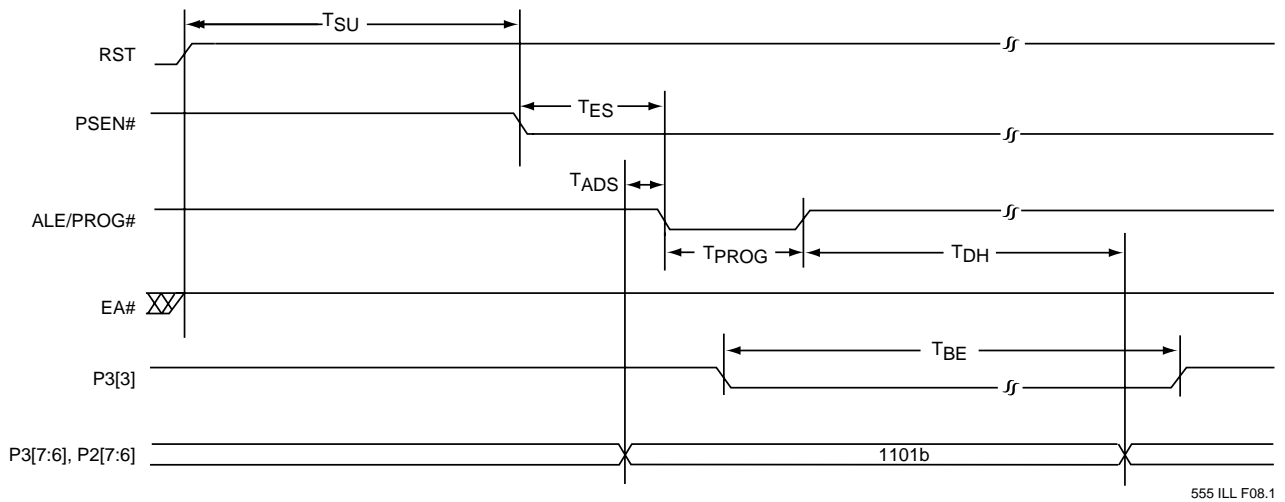 TSU
RST
TES
PSEN#
TADS
ALE/PROG#
TPROG
TDH
EA#
TBE
P3[3]
P3[7:6], P2[7:6]
1101b
555 ILL F08.1